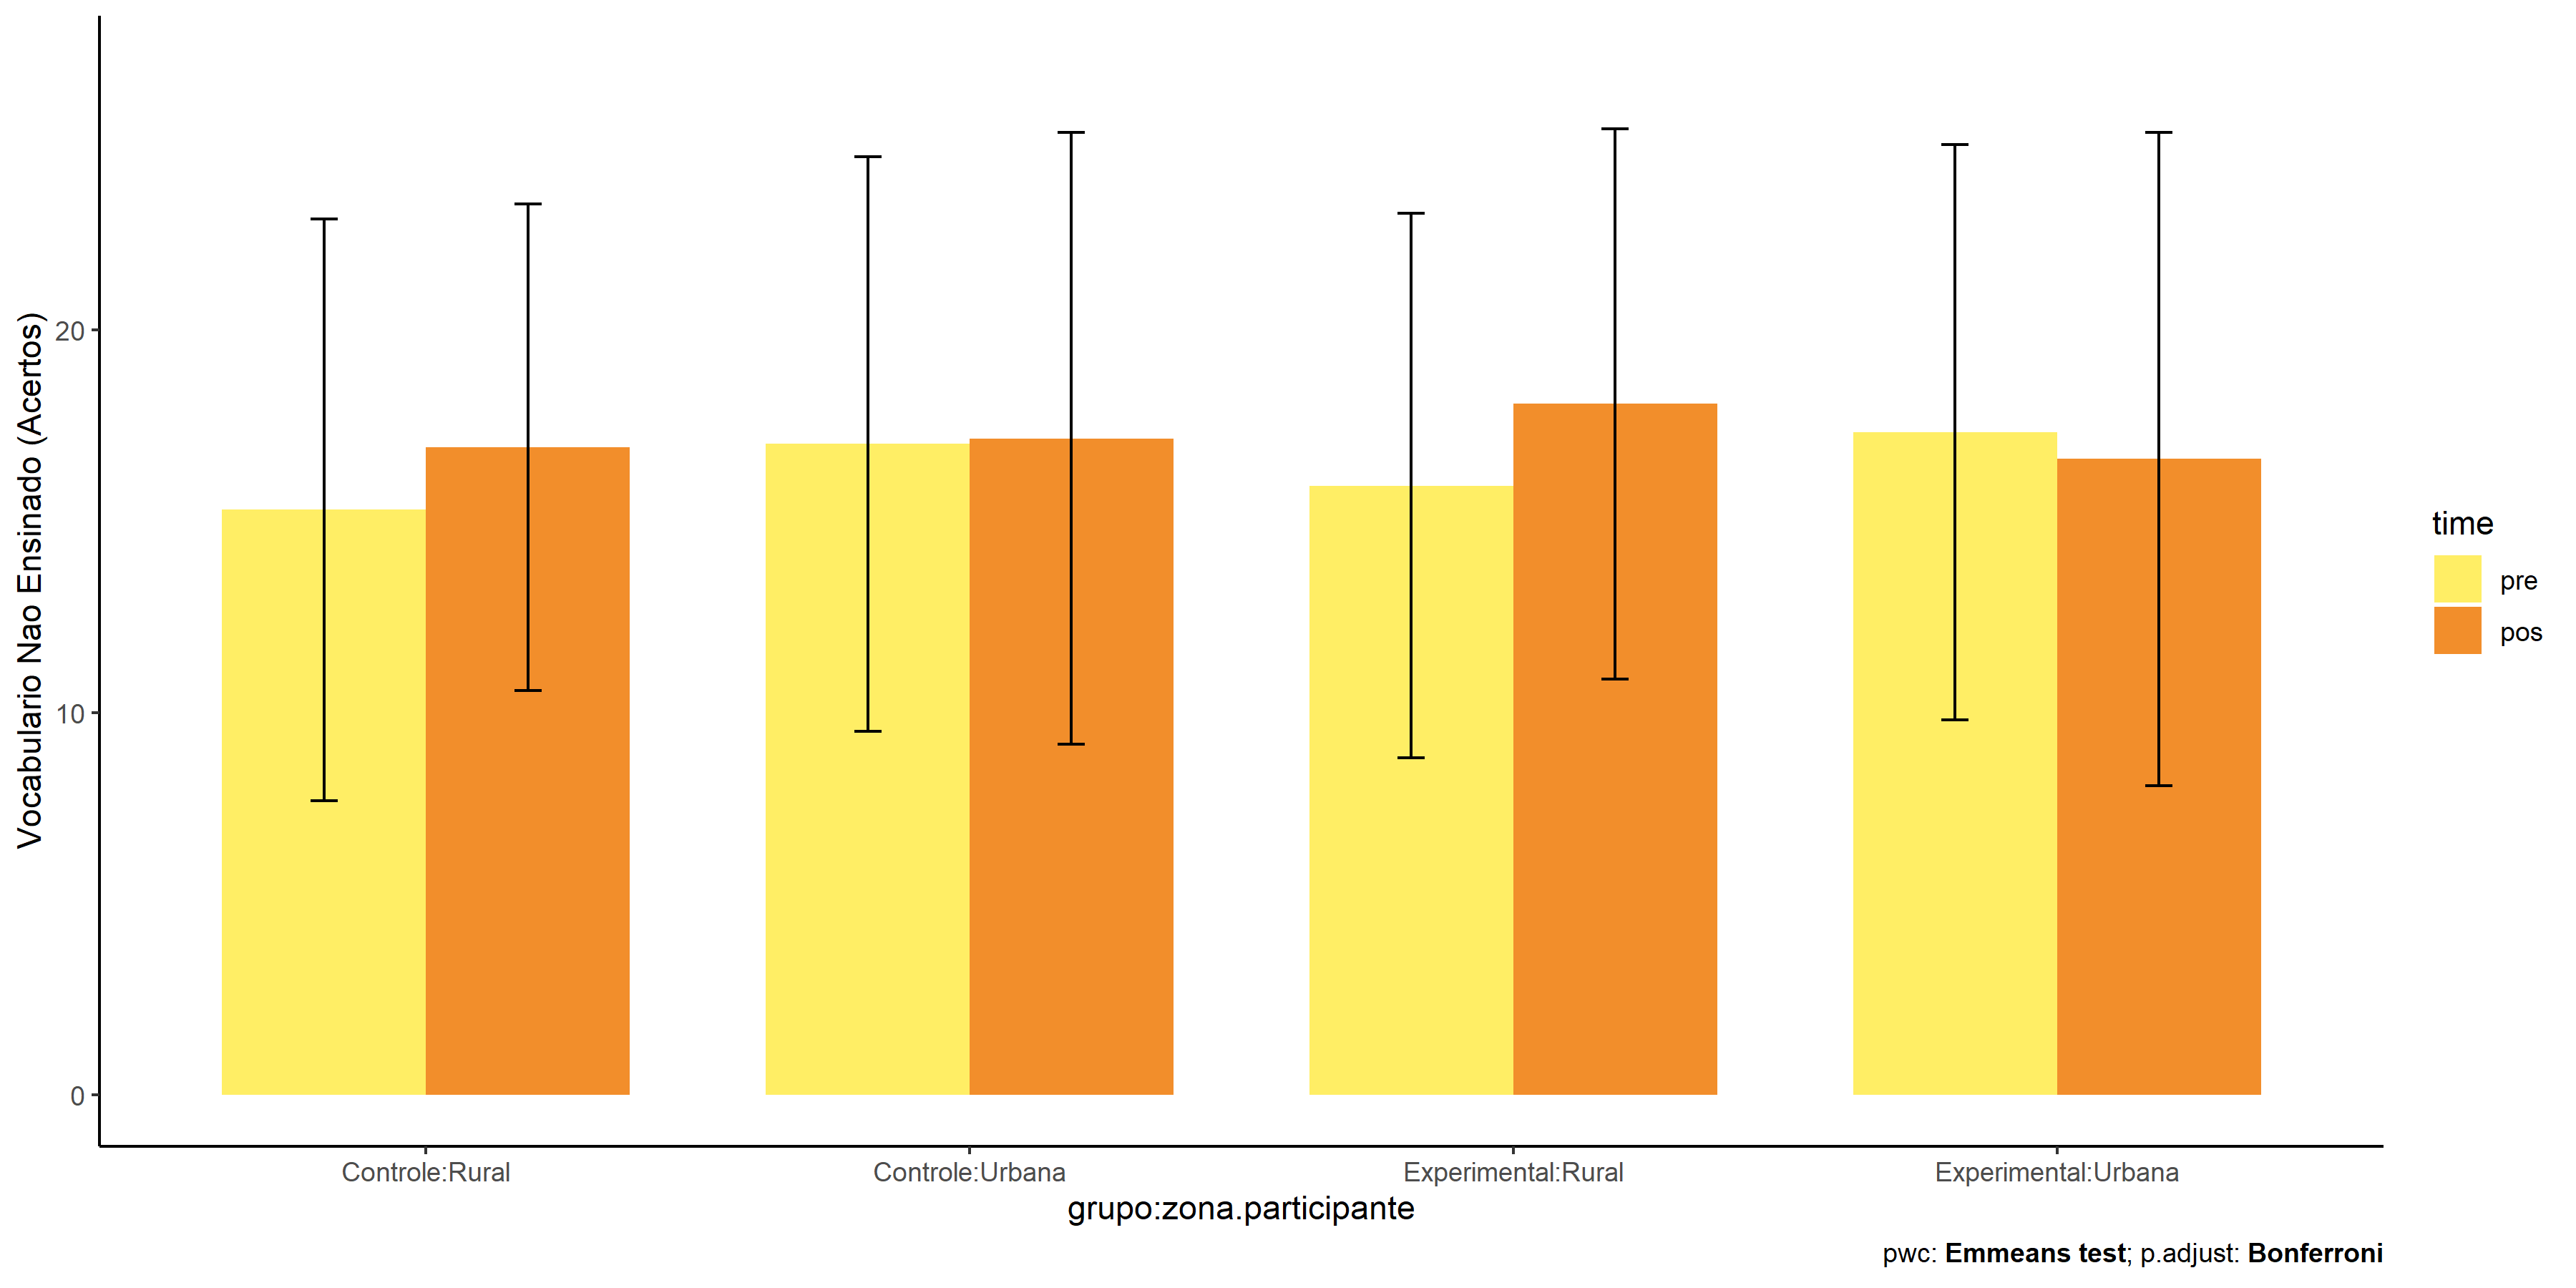 Vocabulario Nao Ensinado (Acertos)
20
10
0
Controle:Rural
Controle:Urbana
Experimental:Rural
Experimental:Urbana
grupo:zona.participante
time
pre
pos
pwc: Emmeans test; p.adjust: Bonferroni